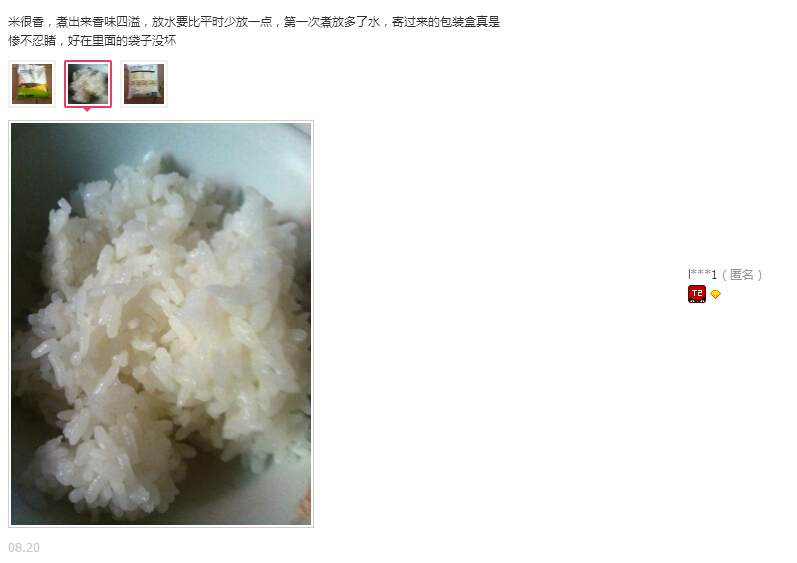 米很香，煮出来香味四溢，放水要比平时少放一点，第一次煮放多了水，寄过来的包装盒真是
惨不忍睹，好在里面的袋子没坏
l***1（匿名）
T2
08.20